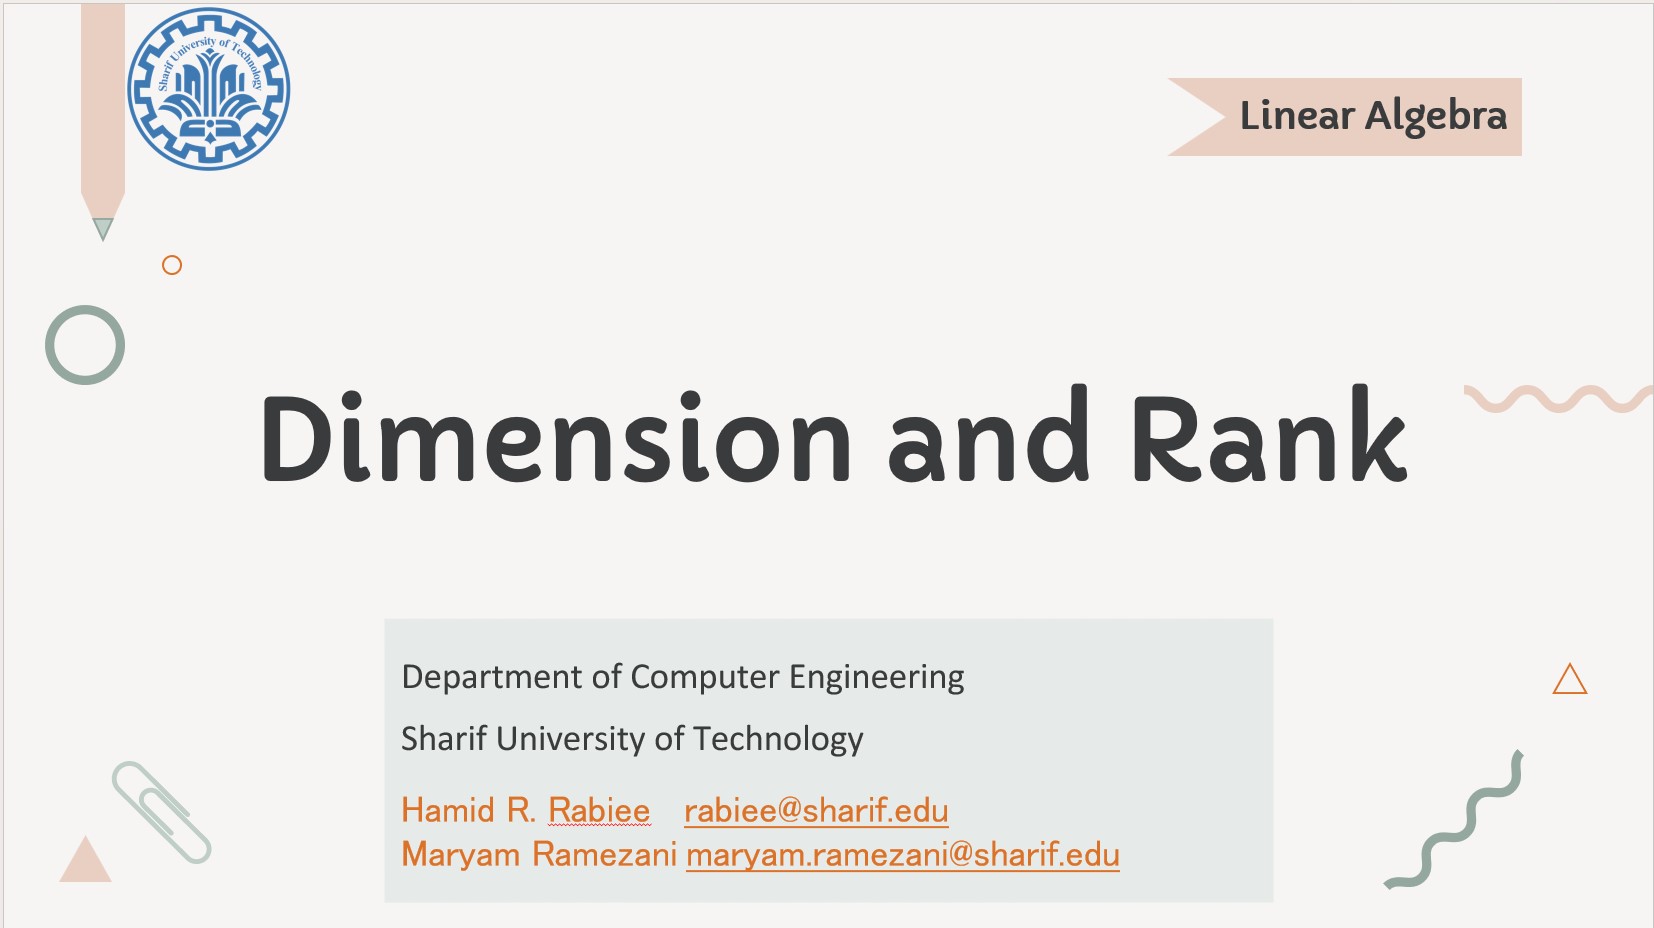 Sharif University of Technology
Linear Algebra
Dimension and Rank
Department of Computer Engineering
Sharif University of Technology
Hamid R. Rabiee rabiee@sharif.edu
Maryam Ramezani maryam.ramezani@sharif.edu